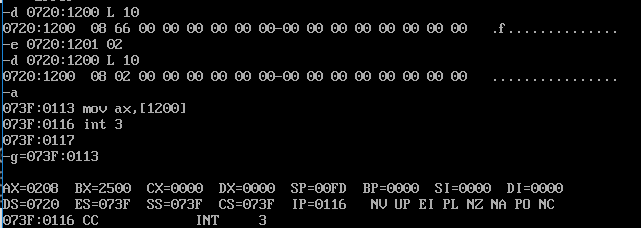 -d 0720:1200 L 10
0720:1200  08 66 00 00 00 00 00 00-00 00 00 00 00 00 00 00   .f..............
-e 0720:1201 02
-d 0720:1200 L 10
0720:1200  08 02 00 00 00 00 00 00-00 00 00 00 00 00 00 00   ................
-a
073F:0113 mov ax,[1200]
073F:0116 int 3
073F:0117
-g=073F:0113
AX=0208  BX=2500  CX=0000  DX=0000  SP=00FD  BP=0000  SI=0000  DI=0000
DS=0720  ES=073F  SS=073F  CS=073F  IP=0116   NV UP EI PL NZ NA PO NC
073F:0116 CC            INT     3